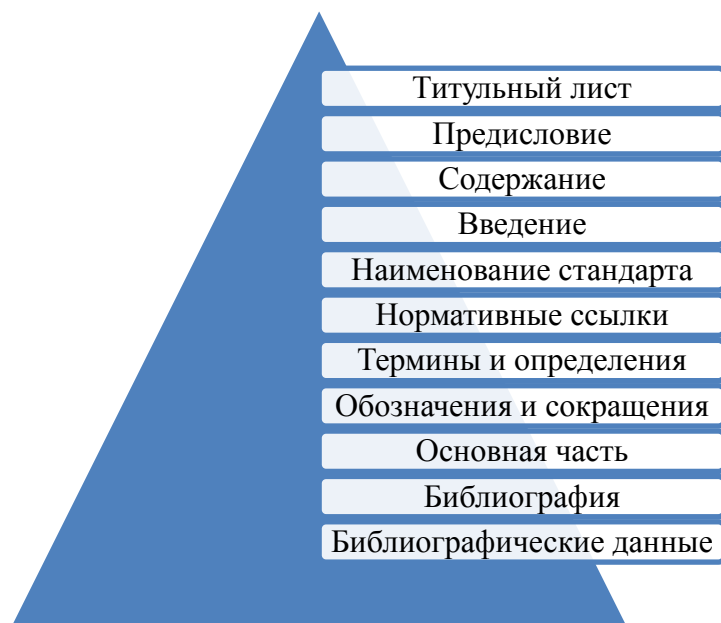 Титульный лист
Предисловие
Содержание
Введение
Наименование стандарта
Нормативные ссылки
Термины и определения
Обозначения и сокращения
Основная часть
Библиография
Библиографические данные